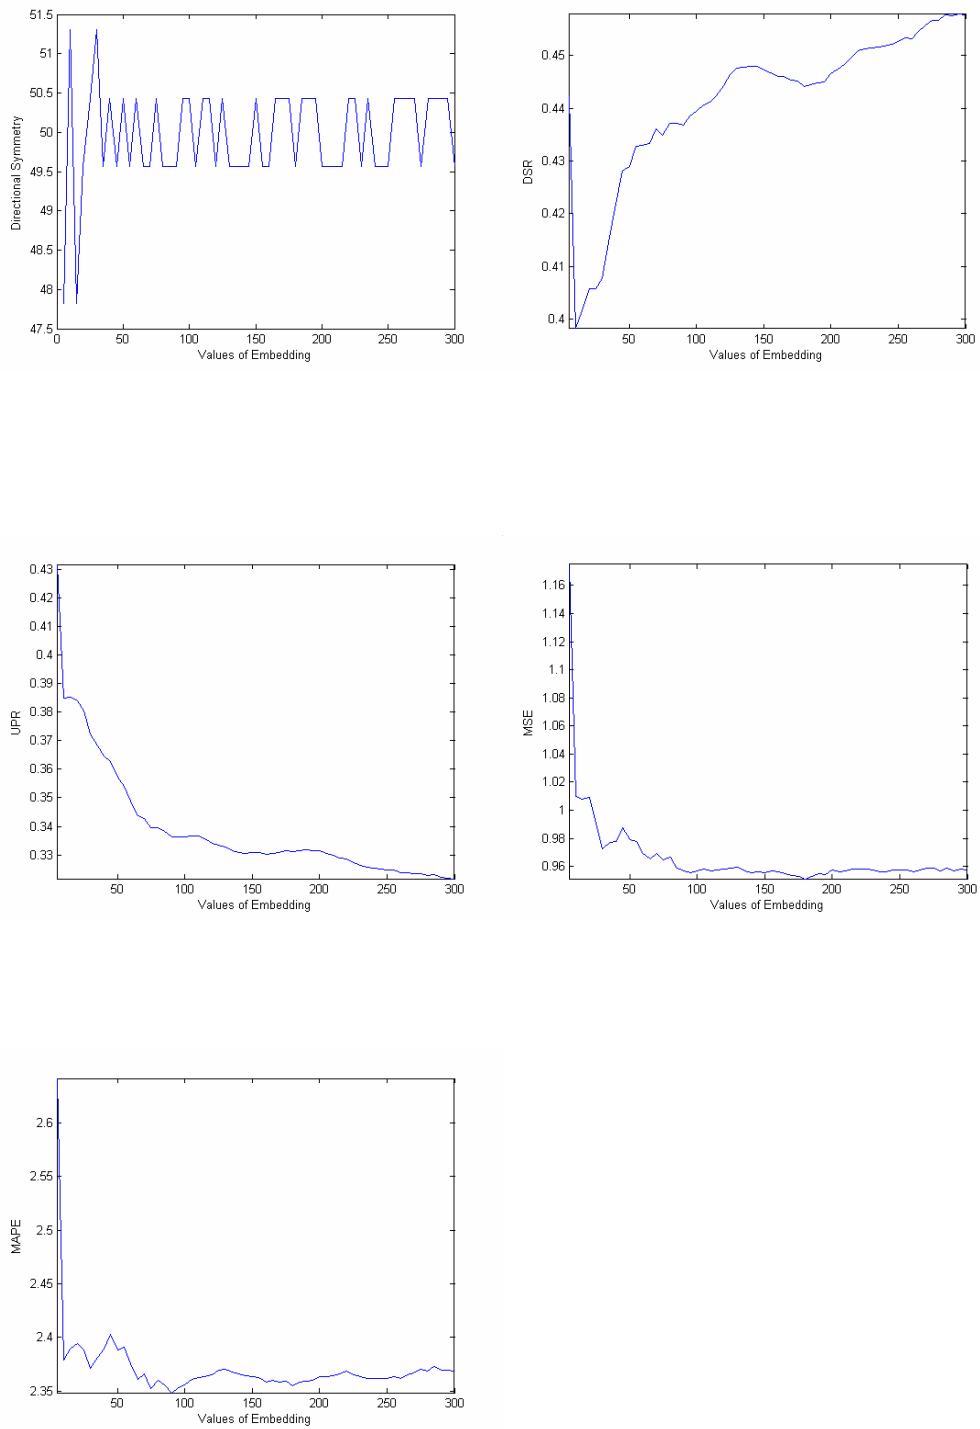 51.5
51
50.5
50
49.5
49
48.5
48
47.5
Directional Symmetry
0 50 100 150 200 250 300
Values of Embedding
0.45
0.44
0.43
0.42
0.41
0.4
DSR
50 100 150 200 250 300
Values of Embedding
0.43
0.42
0.41
0.4
0.39
0.38
0.37
0.36
0.35
0.34
0.33
UPR
50 100 150 200 250 300
Values of Embedding
1.16
1.14
1.12
1.1
1.08
1.06
1.04
1.02
1
0.98
0.96
MSE
50 100 150 200 250 300
Values of Embedding
2.6
2.55
2.5
2.45
2.4
2.35
MAPE
50 100 150 200 250 300
Values of Embedding